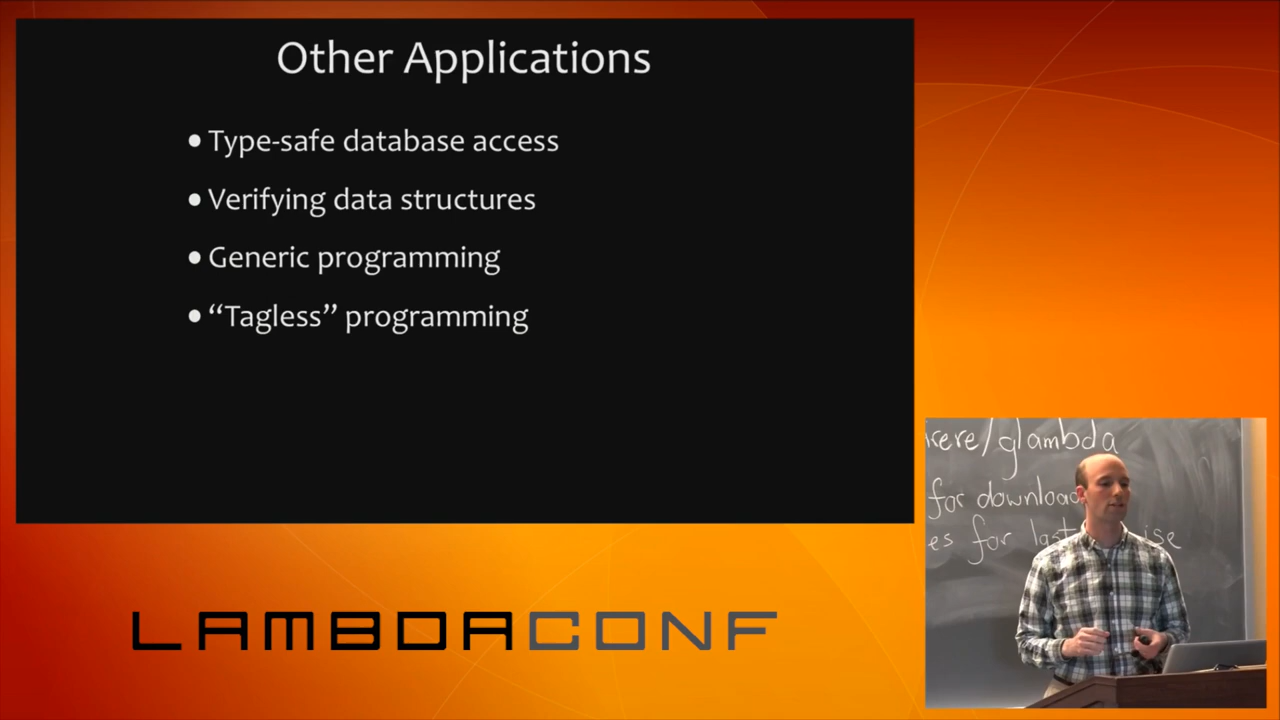 Other Applications
• Type-safe database access
• Verifying data structures
• Generic programming
• “Tagless” programming
/glambda
for download
es for last
LAMBDACONF